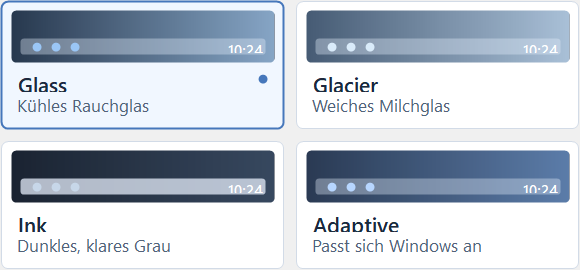 10:24
Glass
Kühles Rauchglas
10:24
Glacier
Weiches Milchglas
10:24
Ink
Dunkles, klares Grau
10:24
Adaptive
Passt sich Windows an